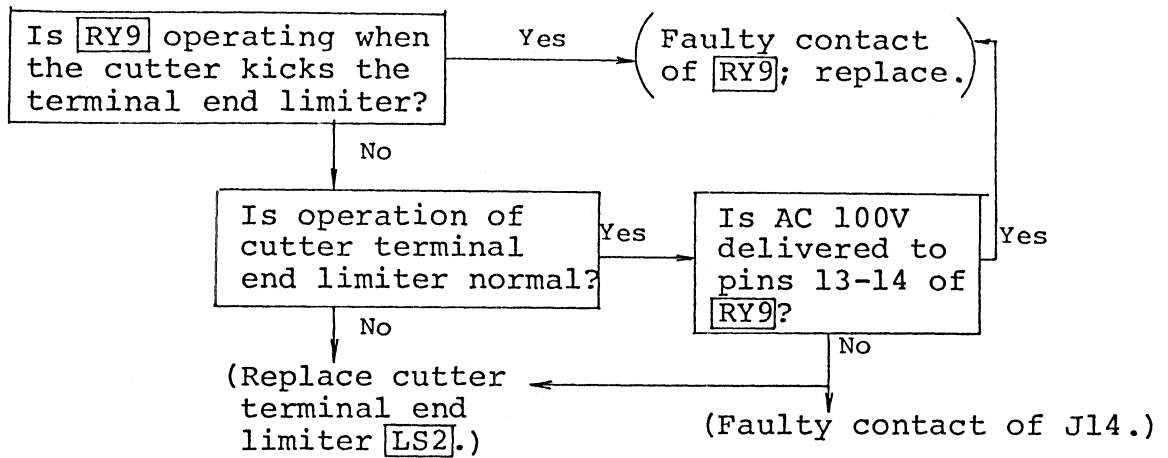 Is RY9 operating when
the cutter kicks the
terminal end limiter?
Yes
(Faulty contact
of RY9; replace.)
No
Is operation of
cutter terminal
end limiter normal?
Yes
Is AC 100V
delivered to
pins 13-14 of
RY9?
Yes
No
(Replace cutter
terminal end
limiter LS2.)
No
(Faulty contact of J14.)